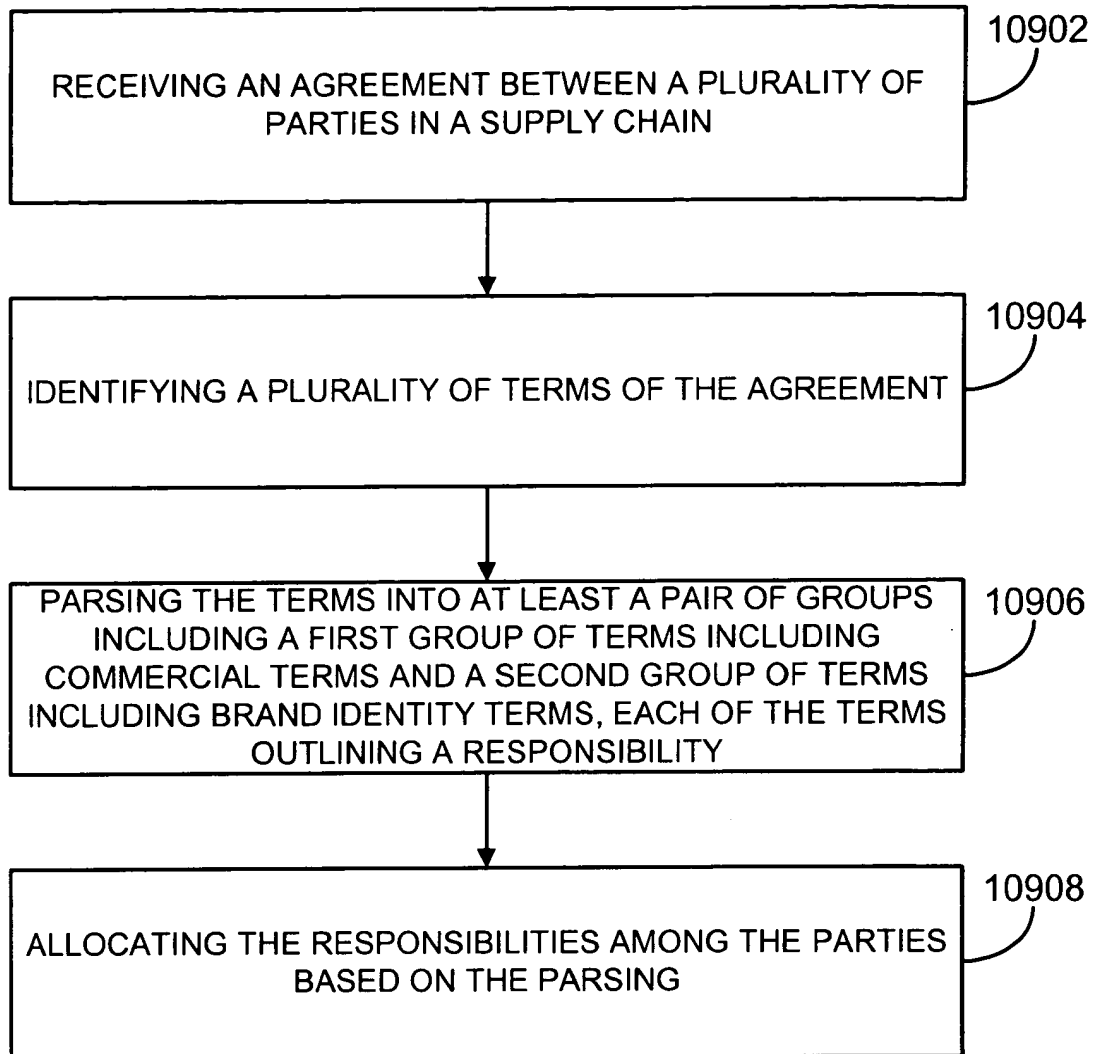 10902
RECEIVING AN AGREEMENT BETWEEN A PLURALITY OF
PARTIES IN A SUPPLY CHAIN
10904
IDENTIFYING A PLURALITY OF TERMS OF THE AGREEMENT
10906
PARSING THE TERMS INTO AT LEAST A PAIR OF GROUPS
INCLUDING A FIRST GROUP OF TERMS INCLUDING
COMMERCIAL TERMS AND A SECOND GROUP OF TERMS
INCLUDING BRAND IDENTITY TERMS, EACH OF THE TERMS
OUTLINING A RESPONSIBILITY
10908
ALLOCATING THE RESPONSIBILITIES AMONG THE PARTIES
BASED ON THE PARSING